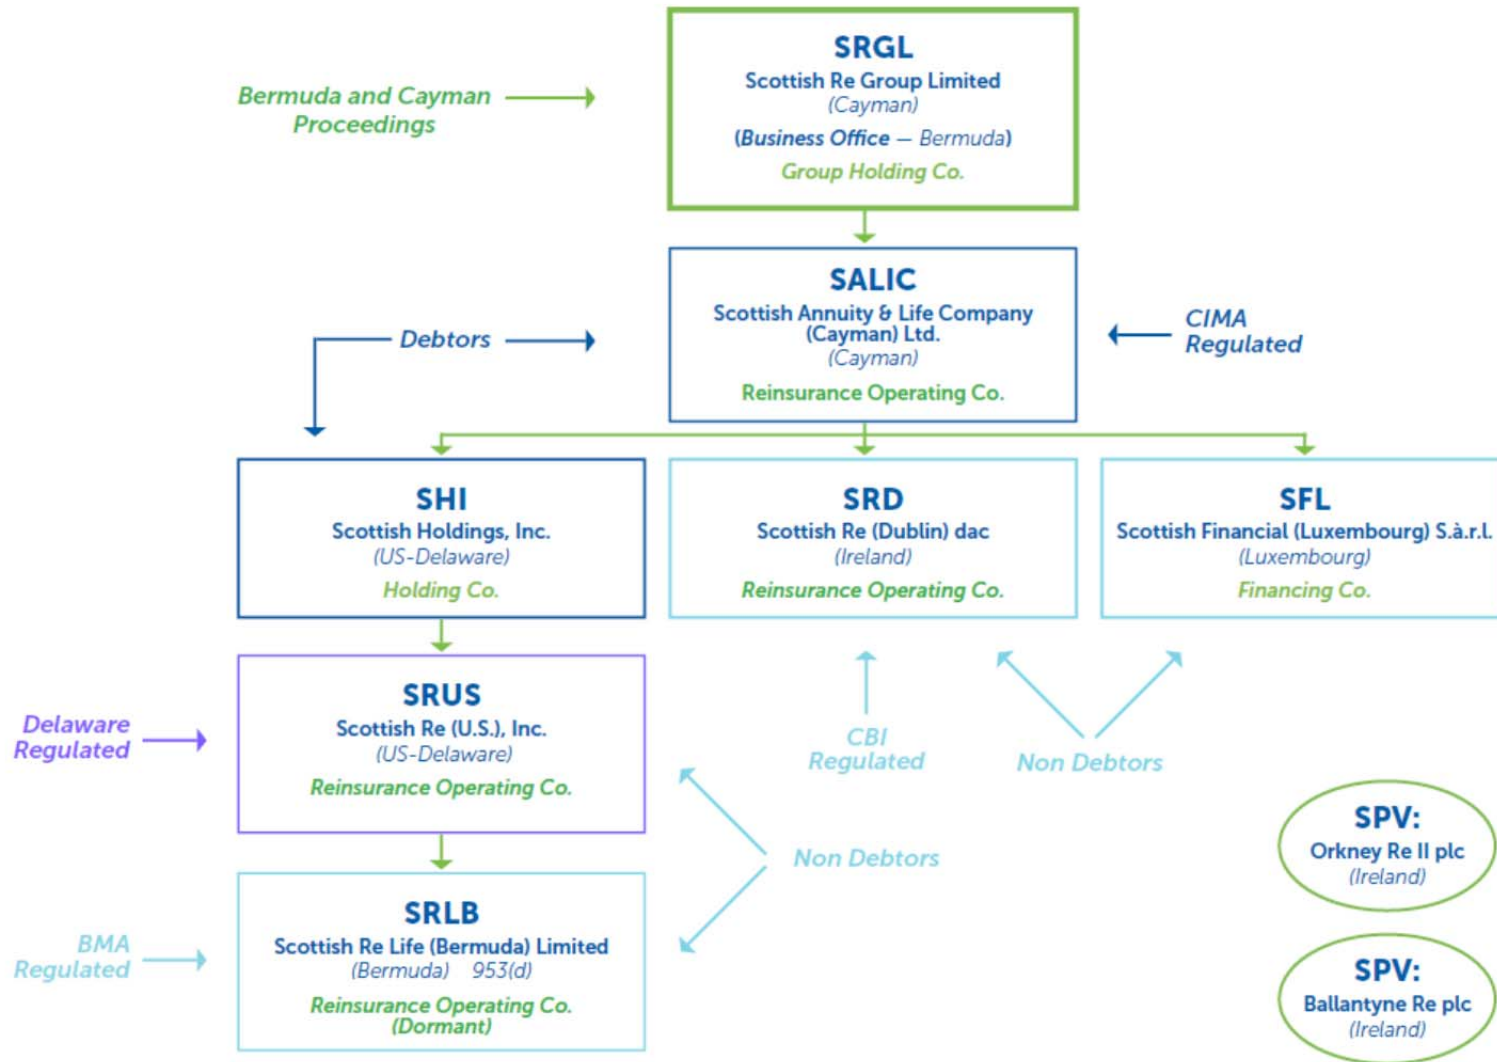 SRGL
Scottish Re Group Limited
(Cayman)
(Business Office — Bermuda)
Group Holding Co.
Bermuda and Cayman
Proceedings
SALIC
Scottish Annuity & Life Company
(Cayman) Ltd.
(Cayman)
Reinsurance Operating Co.
Debtors
CIMA
Regulated
SHI
Scottish Holdings, Inc.
(US-Delaware)
Holding Co.
SRD
Scottish Re (Dublin) dac
(Ireland)
Reinsurance Operating Co.
SFL
Scottish Financial (Luxembourg) S.à.r.l.
(Luxembourg)
Financing Co.
Delaware
Regulated
SRUS
Scottish Re (U.S.), Inc.
(US-Delaware)
Reinsurance Operating Co.
CBI
Regulated
Non Debtors
Non Debtors
BMA
Regulated
SRLB
Scottish Re Life (Bermuda) Limited
(Bermuda) 953(d)
Reinsurance Operating Co.
(Dormant)
SPV:
Orkney Re II plc
(Ireland)
SPV:
Ballantyne Re plc
(Ireland)